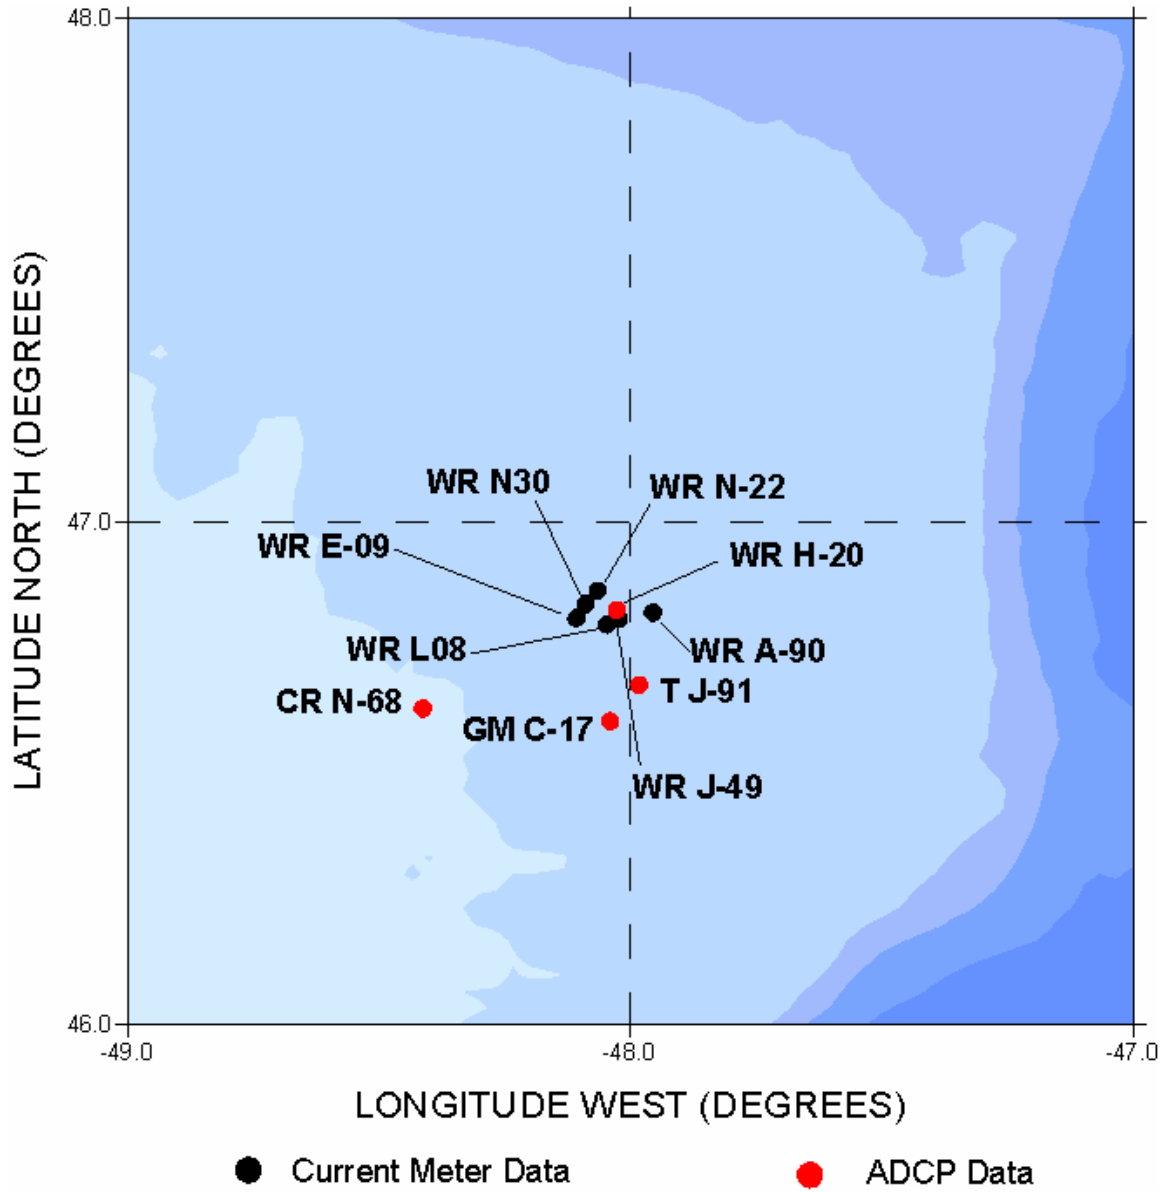 48.0
WR N30
WR N-22
47.0
WR E-09
WR H-20
WR L08
WR A-90
CR N-68
T J-91
GM C-17
WR J-49
46.0
-49.0
-48.0
-47.0
LATITUDE NORTH (DEGREES)
LONGITUDE WEST (DEGREES)
Current Meter Data
ADCP Data